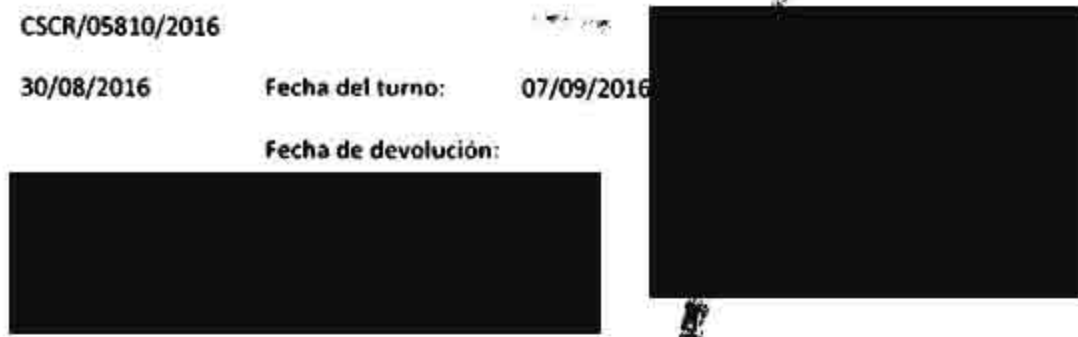 CSCR/05810/2016
30/08/2016 Fecha del turno: 07/09/2016
Fecha de devolución: